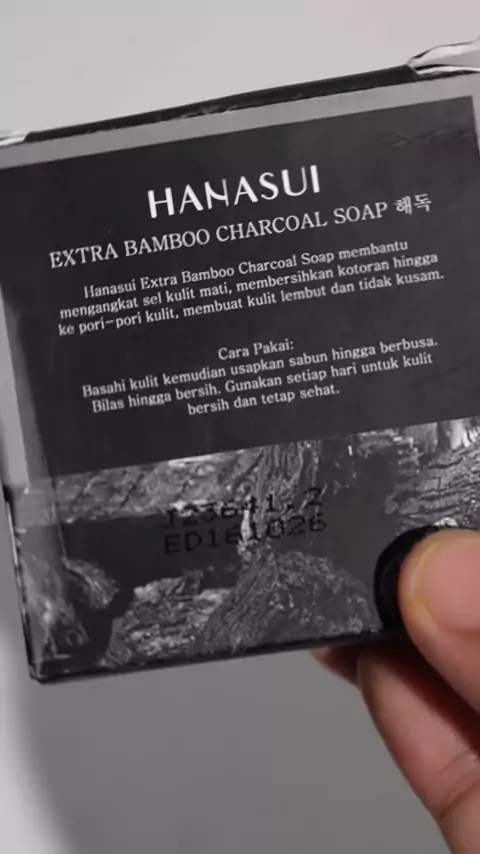 HANASUI
EXTRA BAMBOO CHARCOAL SOAP 해독
Hanasui Extra Bamboo Charcoal Soap membantu
mengangkat sel kulit mati, membersihkan kotoran hingga
ke pori-pori kulit, membuat kulit lembut dan tidak kusam.
Cara Pakai:
Basahi kulit kemudian usapkan sabun hingga berbusa.
Bilas hingga bersih. Gunakan setiap hari untuk kulit
bersih dan tetap sehat.
ED161026